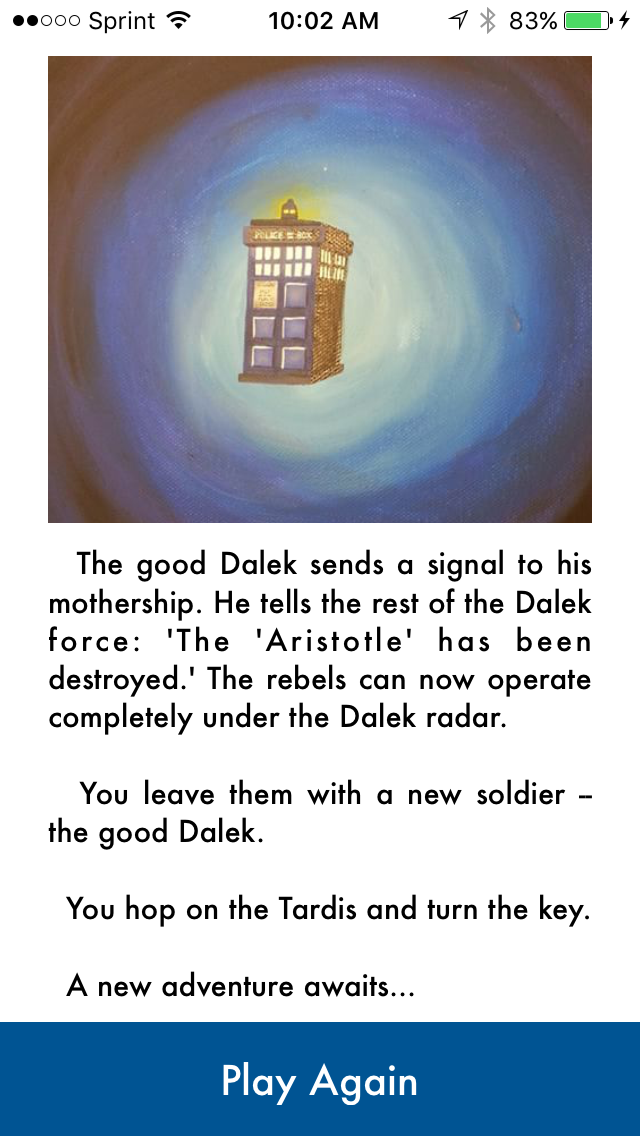 Sprint 10:02 AM 83%
POLICE BOX
The good Dalek sends a signal to his
mothership. He tells the rest of the Dalek
force: 'The 'Aristotle' has been
destroyed.' The rebels can now operate
completely under the Dalek radar.
You leave them with a new soldier –
the good Dalek.
You hop on the Tardis and turn the key.
A new adventure awaits...
Play Again